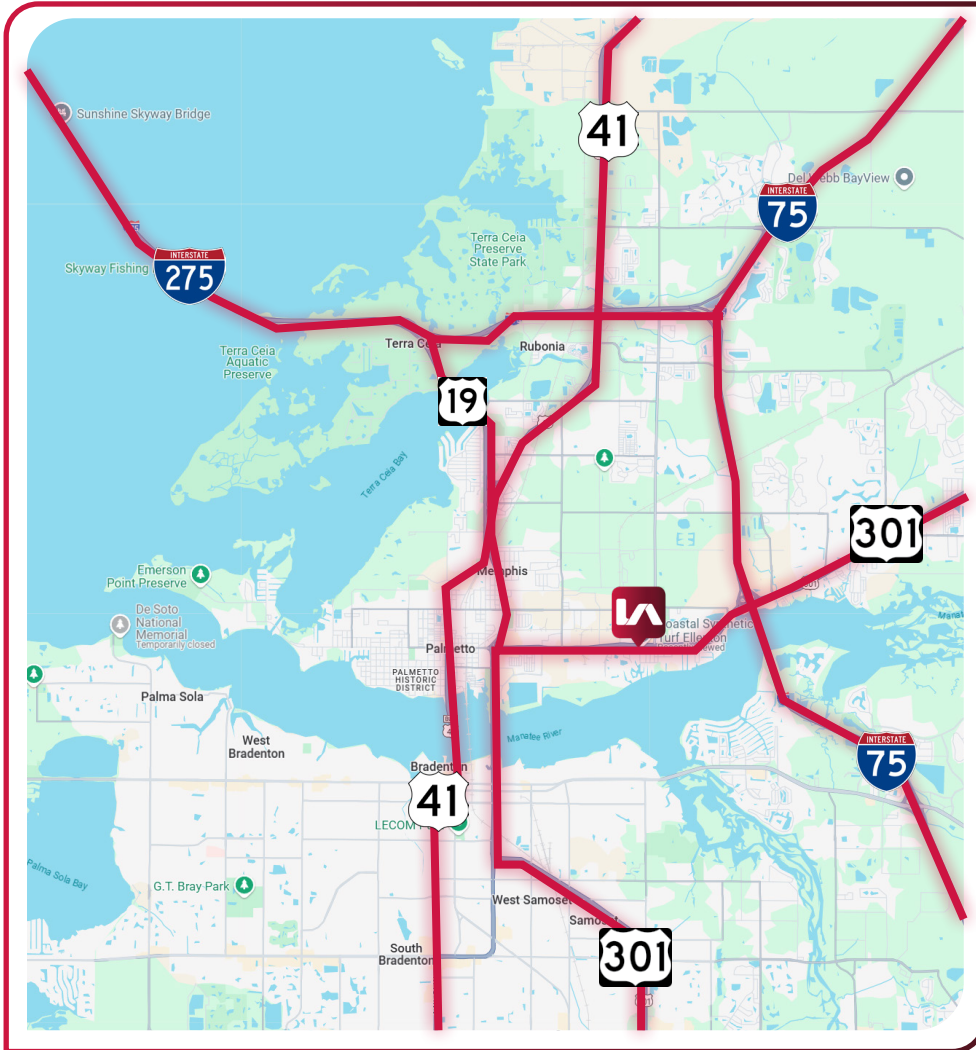 41
Sunshine Skyway Bridge
Del Webb BayView
INTERSTATE
75
Terra Ceia
Preserve
State Park
INTERSTATE
275
Skyway Fishing
Terra Ceia
Rubonia
Terra Ceia
Aquatic
Preserve
19
Terra Ceia Bay
301
Emerson
Point Preserve
Memphis
De Soto
National
Memorial
Temporarily closed
Coastal Synthetic
Turf Ellenton
Palmetto
PALMETTO
HISTORIC
DISTRICT
Palma Sola
West
Bradenton
Manatee River
INTERSTATE
75
Bradenton
41
LECOM
Palma Sola Bay
G.T. Bray Park
West Samoset
Samoset
South
Bradenton
301